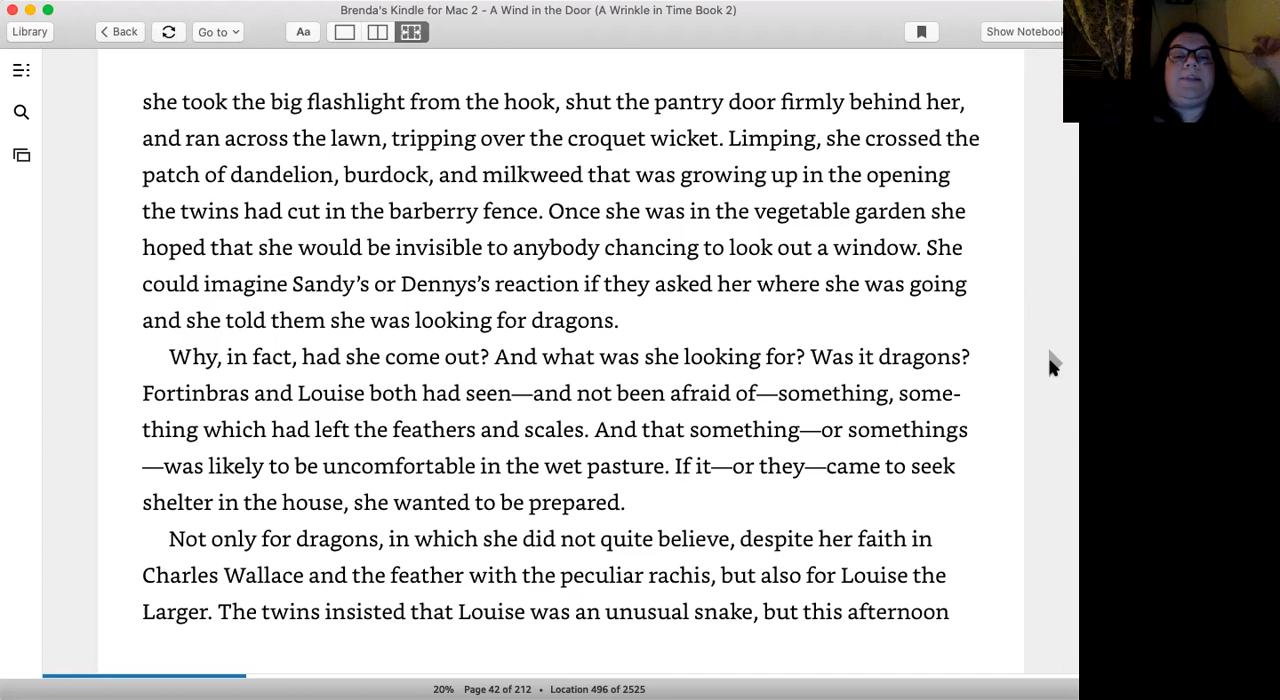 Brenda's Kindle for Mac 2 - A Wind in the Door (A Wrinkle in Time Book 2)
Library
Back
Go to
Aa
Show Notebook
she took the big flashlight from the hook, shut the pantry door firmly behind her,
and ran across the lawn, tripping over the croquet wicket. Limping, she crossed the
patch of dandelion, burdock, and milkweed that was growing up in the opening
the twins had cut in the barberry fence. Once she was in the vegetable garden she
hoped that she would be invisible to anybody chancing to look out a window. She
could imagine Sandy’s or Dennys’s reaction if they asked her where she was going
and she told them she was looking for dragons.
Why, in fact, had she come out? And what was she looking for? Was it dragons?
Fortinbras and Louise both had seen—and not been afraid of—something, some-
thing which had left the feathers and scales. And that something—or somethings
—was likely to be uncomfortable in the wet pasture. If it—or they—came to seek
shelter in the house, she wanted to be prepared.
Not only for dragons, in which she did not quite believe, despite her faith in
Charles Wallace and the feather with the peculiar rachis, but also for Louise the
Larger. The twins insisted that Louise was an unusual snake, but this afternoon
20% Page 42 of 212 • Location 496 of 2525